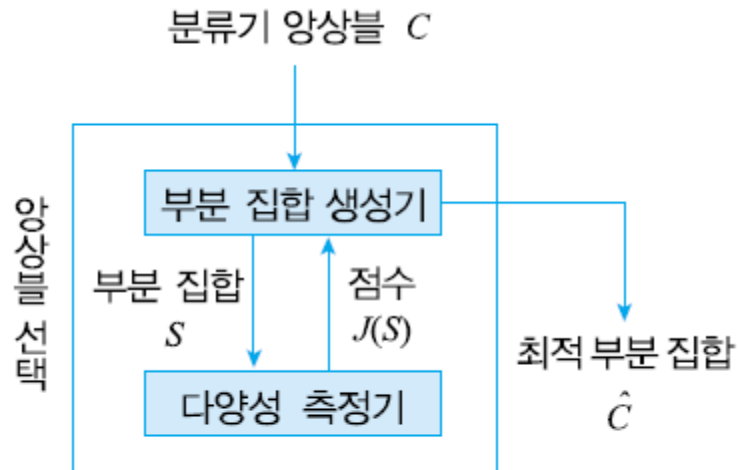 분류기 앙상블 C
앙상블 선택
부분 집합 생성기
부분 집합
S
점수
J(S)
다양성 측정기
최적 부분 집합
Ĉ